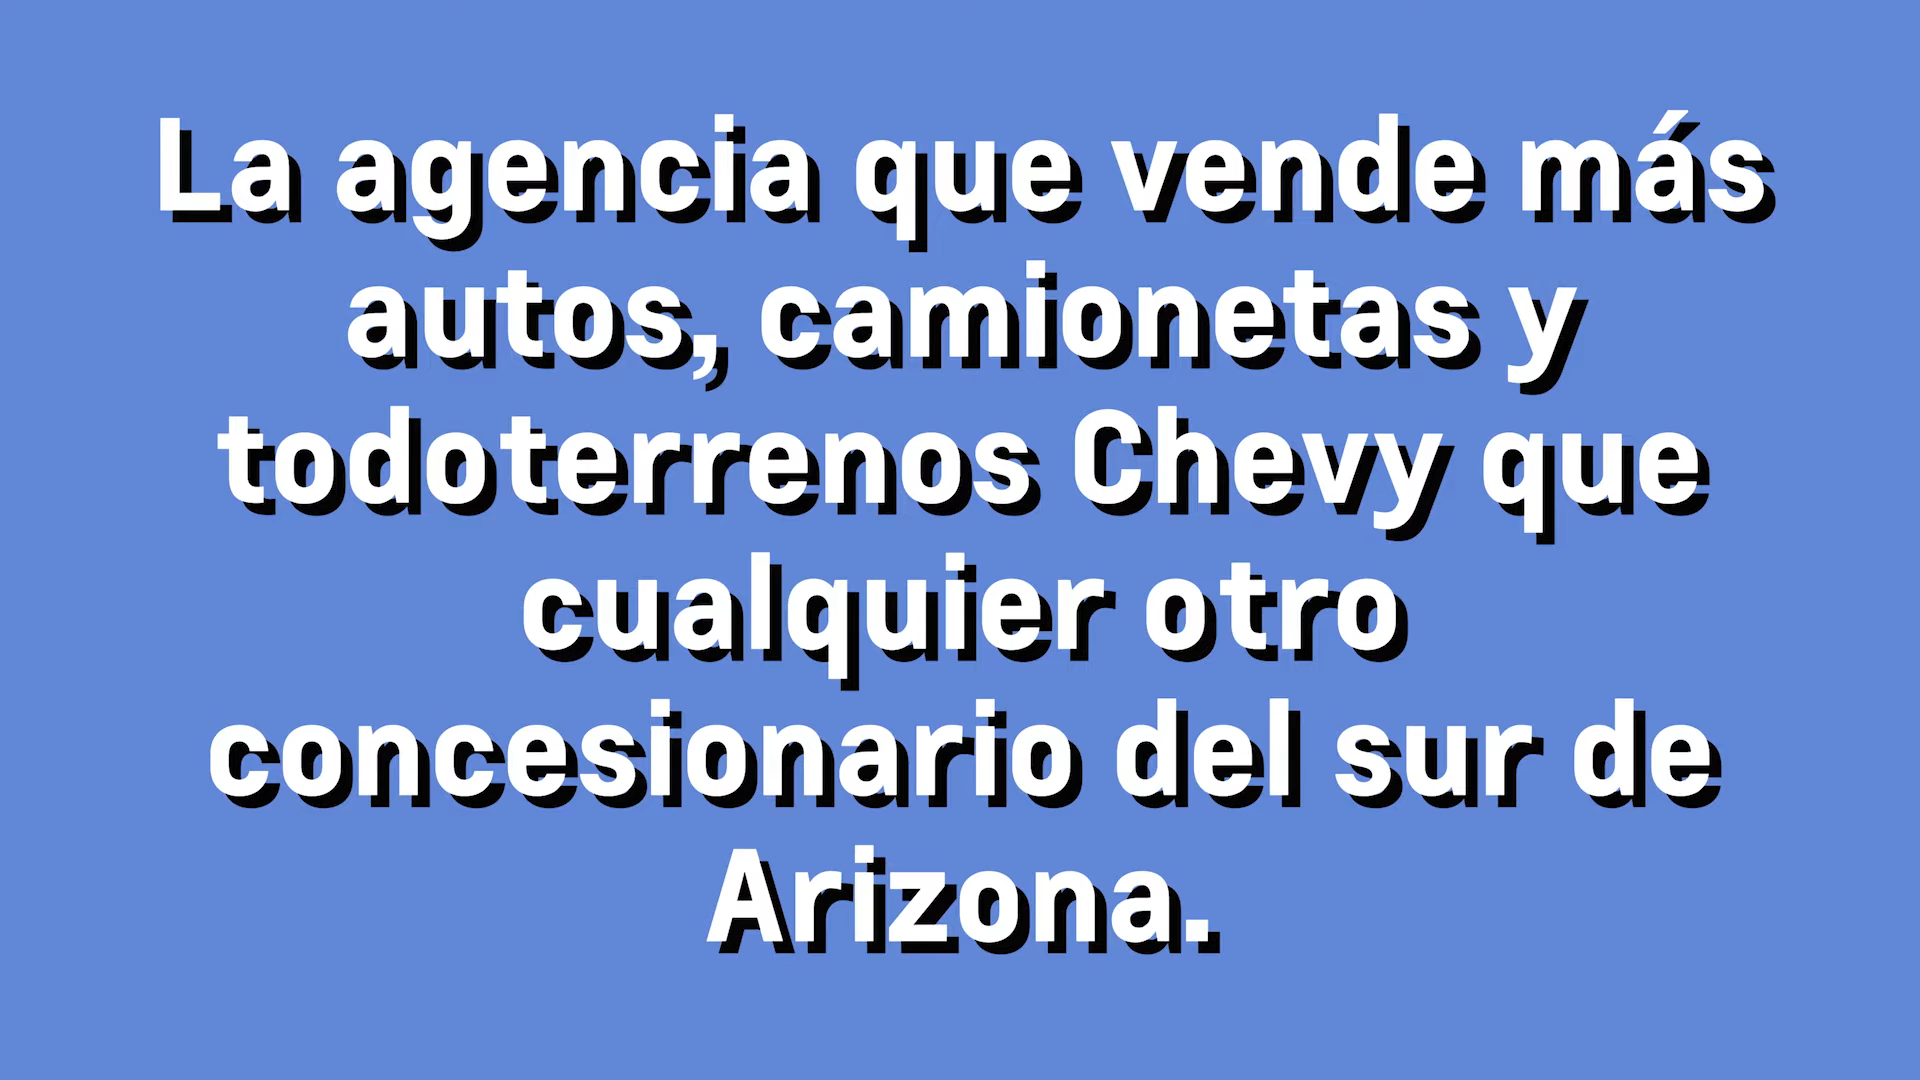 La agencia que vende más
autos, camionetas y
todoterrenos Chevy que
cualquier otro
concesionario del sur de
Arizona.